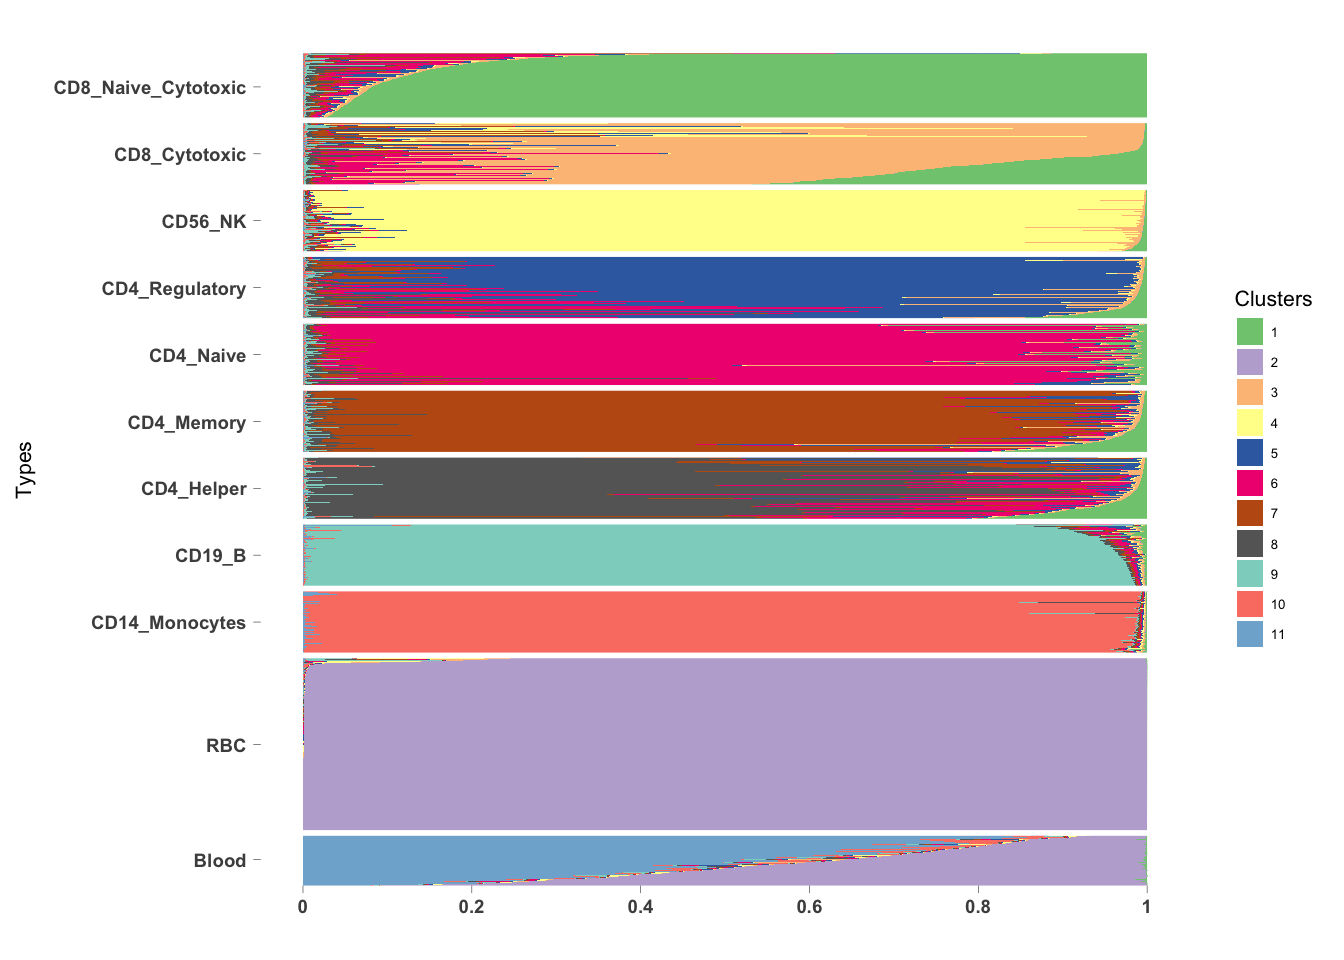 CD8_Naive_Cytotoxic
CD8_Cytotoxic
CD56_NK
CD4_Regulatory
CD4_Naive
CD4_Memory
CD4_Helper
CD19_B
CD14_Monocytes
RBC
Blood
Types
0 0.2 0.4 0.6 0.8 1
Clusters
1
2
3
4
5
6
7
8
9
10
11